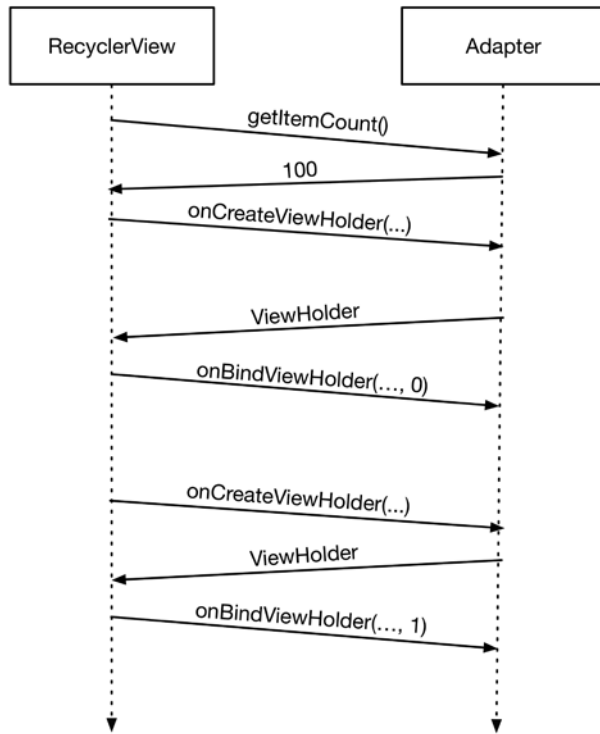 RecyclerView
Adapter
getItemCount()
100
onCreateViewHolder(...)
ViewHolder
onBindViewHolder(..., 0)
onCreateViewHolder(...)
ViewHolder
onBindViewHolder(..., 1)